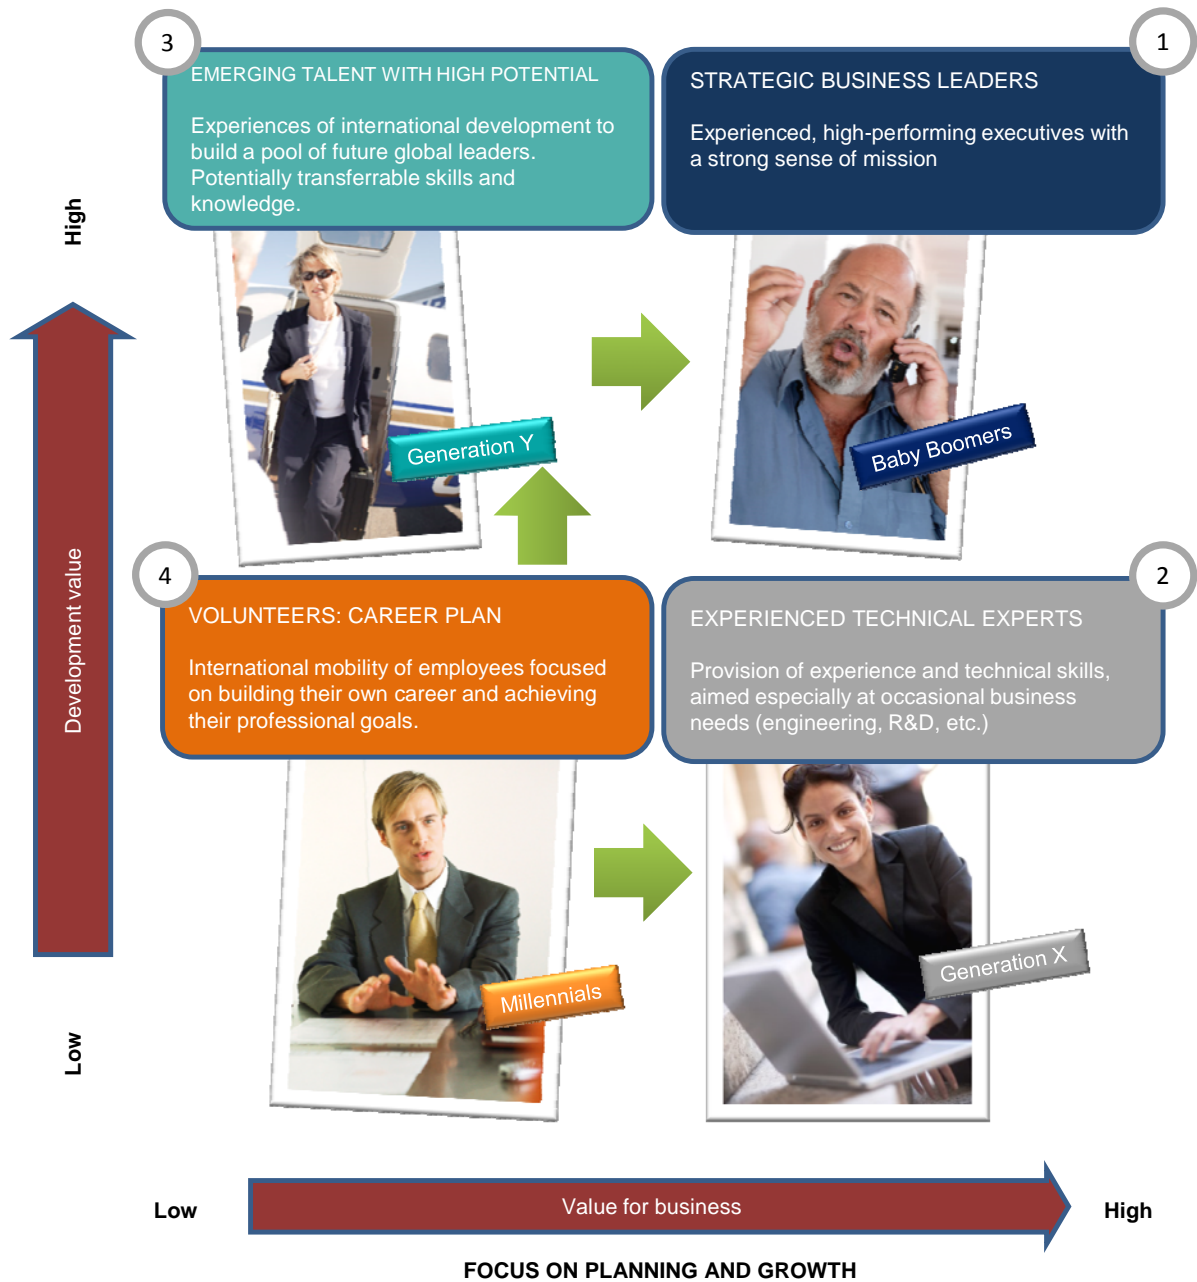 3
EMERGING TALENT WITH HIGH POTENTIAL
Experiences of international development to
build a pool of future global leaders.
Potentially transferrable skills and
knowledge.
1
STRATEGIC BUSINESS LEADERS
Experienced, high-performing executives with
a strong sense of mission
High
Generation Y
Baby Boomers
Development value
4
VOLUNTEERS: CAREER PLAN
International mobility of employees focused
on building their own career and achieving
their professional goals.
2
EXPERIENCED TECHNICAL EXPERTS
Provision of experience and technical skills,
aimed especially at occasional business
needs (engineering, R&D, etc.)
Millennials
Generation X
Low
Low
Value for business
High
FOCUS ON PLANNING AND GROWTH